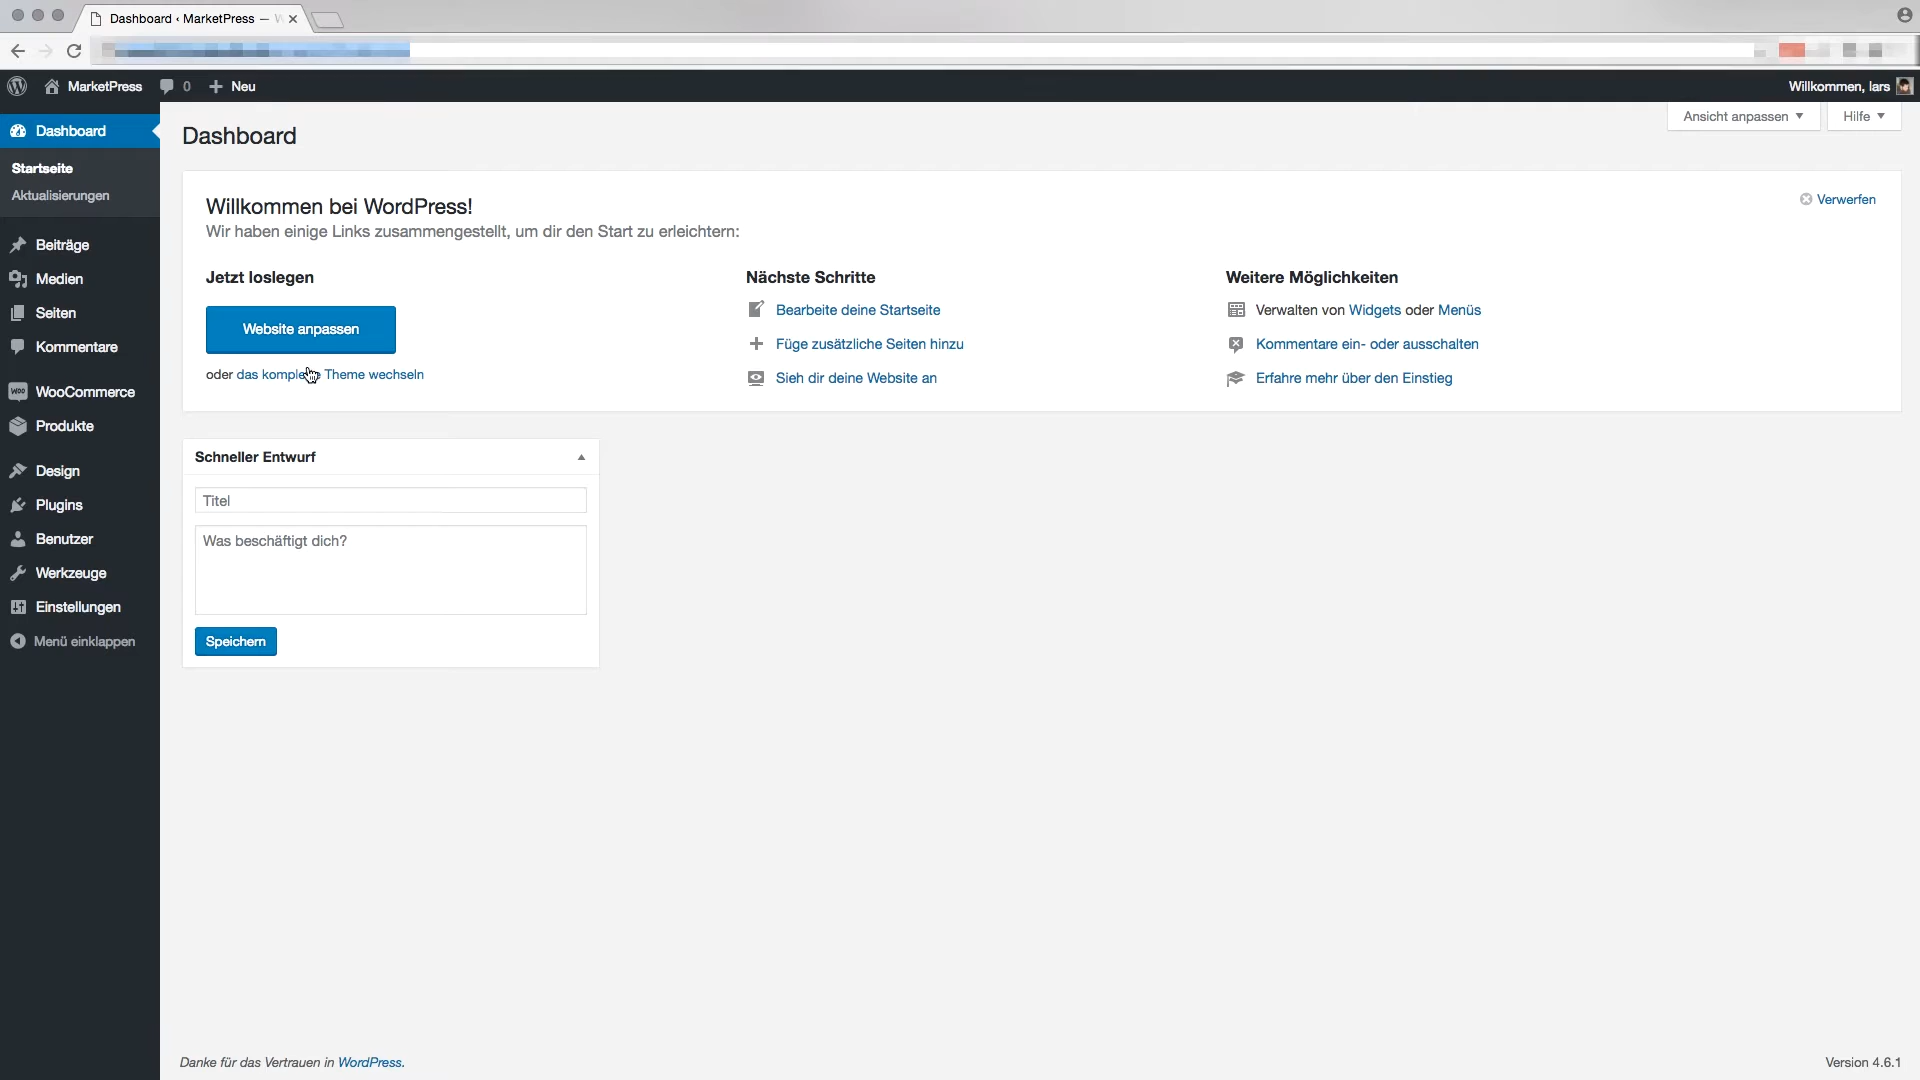 Dashboard ‹ MarketPress — W
MarketPress
0
Neu
Willkommen, lars
Dashboard
Startseite
Aktualisierungen
Beiträge
Medien
Seiten
Kommentare
WooCommerce
Produkte
Design
Plugins
Benutzer
Werkzeuge
Einstellungen
Menü einklappen
Dashboard
Ansicht anpassen
Hilfe
Willkommen bei WordPress!
Wir haben einige Links zusammengestellt, um dir den Start zu erleichtern:
Verwerfen
Jetzt loslegen
Website anpassen
oder das komplette Theme wechseln
Nächste Schritte
Bearbeite deine Startseite
Füge zusätzliche Seiten hinzu
Sieh dir deine Website an
Weitere Möglichkeiten
Verwalten von Widgets oder Menüs
Kommentare ein- oder ausschalten
Erfahre mehr über den Einstieg
Schneller Entwurf
Titel
Was beschäftigt dich?
Speichern
Danke für das Vertrauen in WordPress.
Version 4.6.1